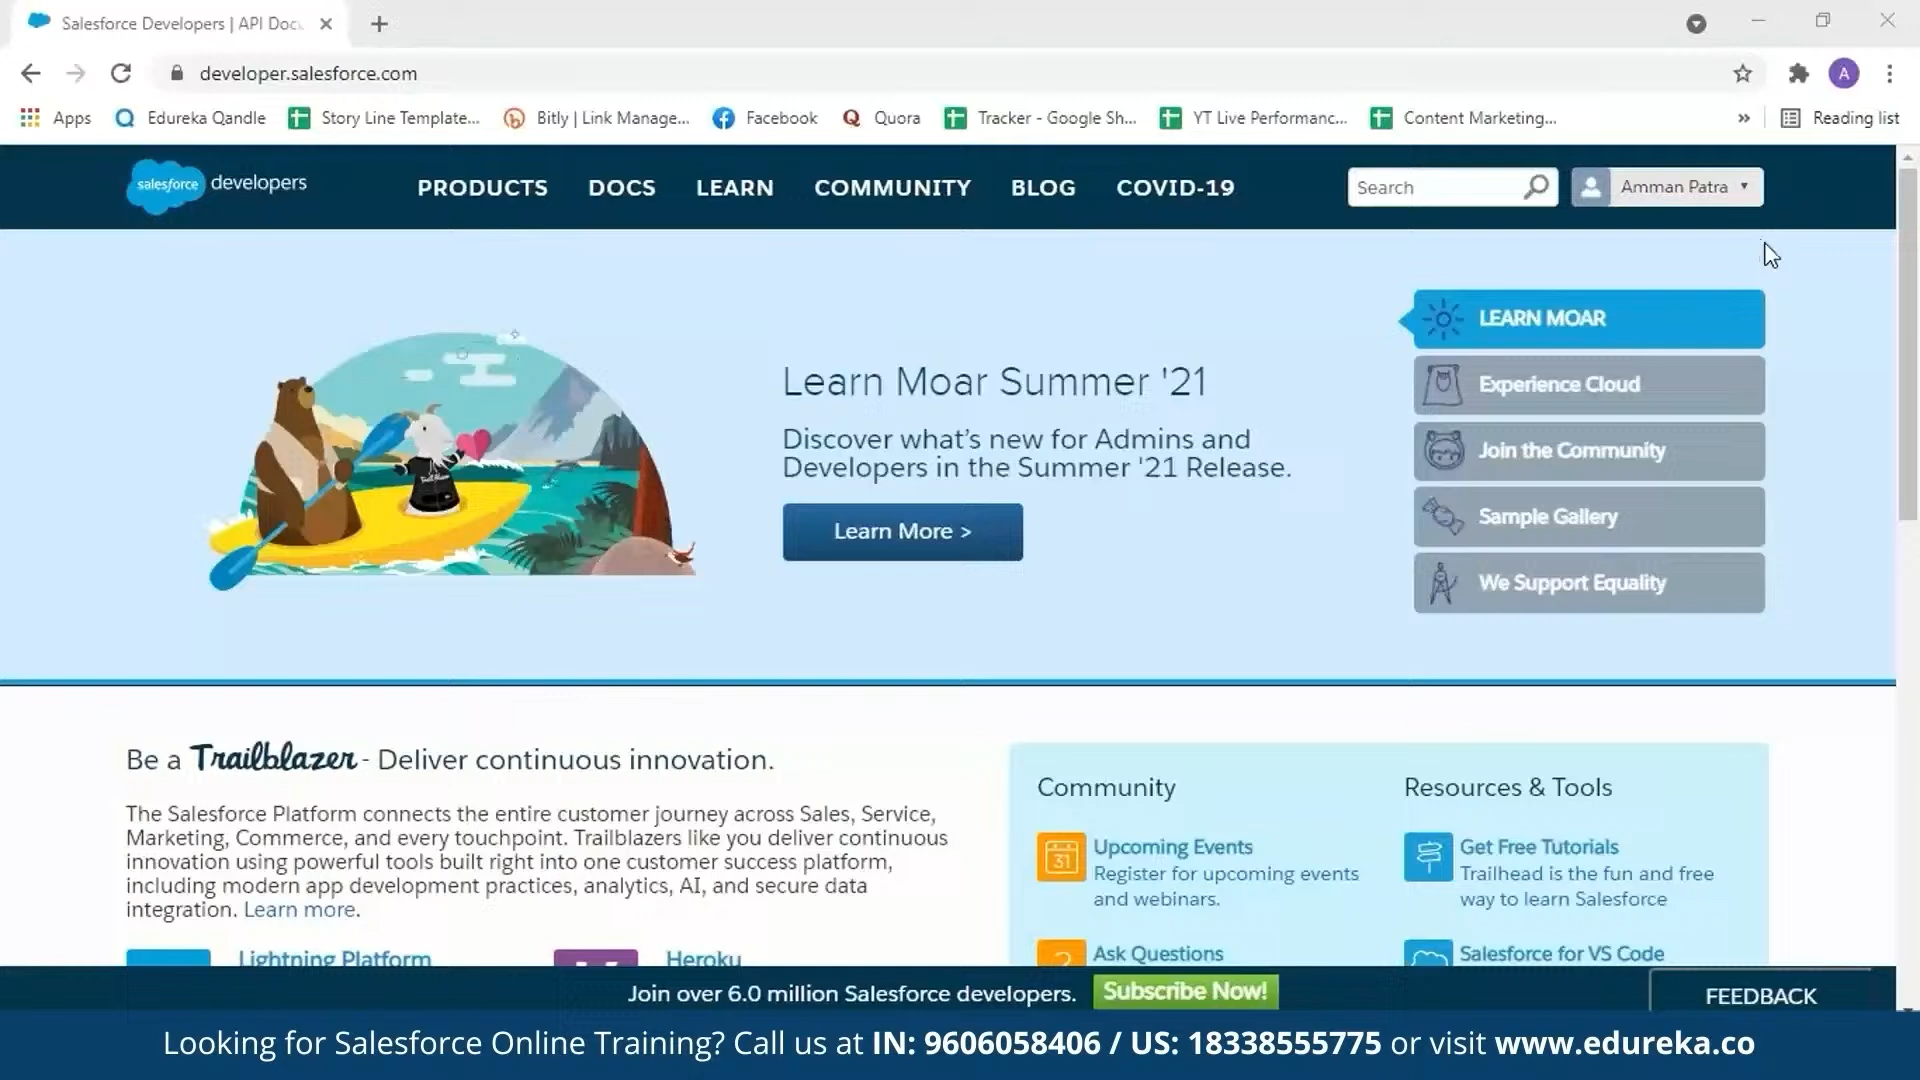 Salesforce Developers | API Docu
developer.salesforce.com
A
Apps
Edureka Qandle
Story Line Template...
Bitly | Link Manage...
Facebook
Quora
Tracker - Google Sh...
YT Live Performanc...
Content Marketing...
»
Reading list
salesforce developers
PRODUCTS
DOCS
LEARN
COMMUNITY
BLOG
COVID-19
Search
Amman Patra
LEARN MOAR
Experience Cloud
Join the Community
Sample Gallery
We Support Equality
Learn Moar Summer '21
Discover what's new for Admins and
Developers in the Summer '21 Release.
Learn More >
Be a Trailblazer - Deliver continuous innovation.
The Salesforce Platform connects the entire customer journey across Sales, Service,
Marketing, Commerce, and every touchpoint. Trailblazers like you deliver continuous
innovation using powerful tools built right into one customer success platform,
including modern app development practices, analytics, AI, and secure data
integration. Learn more.
Lightning Platform
Heroku
Community
31
Upcoming Events
Register for upcoming events
and webinars.
?
Ask Questions
Resources & Tools
Get Free Tutorials
Trailhead is the fun and free
way to learn Salesforce
Salesforce for VS Code
Join over 6.0 million Salesforce developers.
Subscribe Now!
FEEDBACK
Looking for Salesforce Online Training? Call us at IN: 9606058406 / US: 18338555775 or visit www.edureka.co